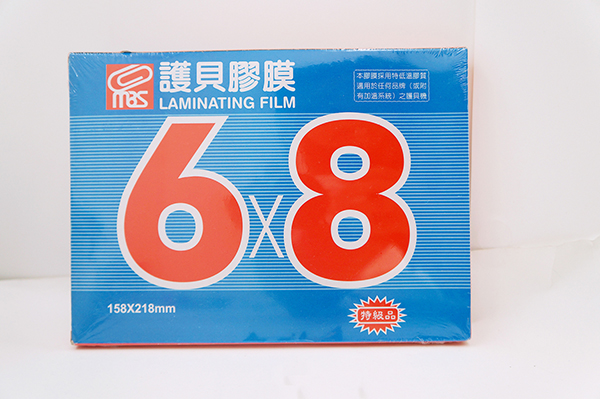 MBS
護貝膠膜
LAMINATING FILM
本膠膜採用特低溫膠質
適用於任何品牌（或附
有加溫系統）之護貝機
6X8
158X218mm
特級品